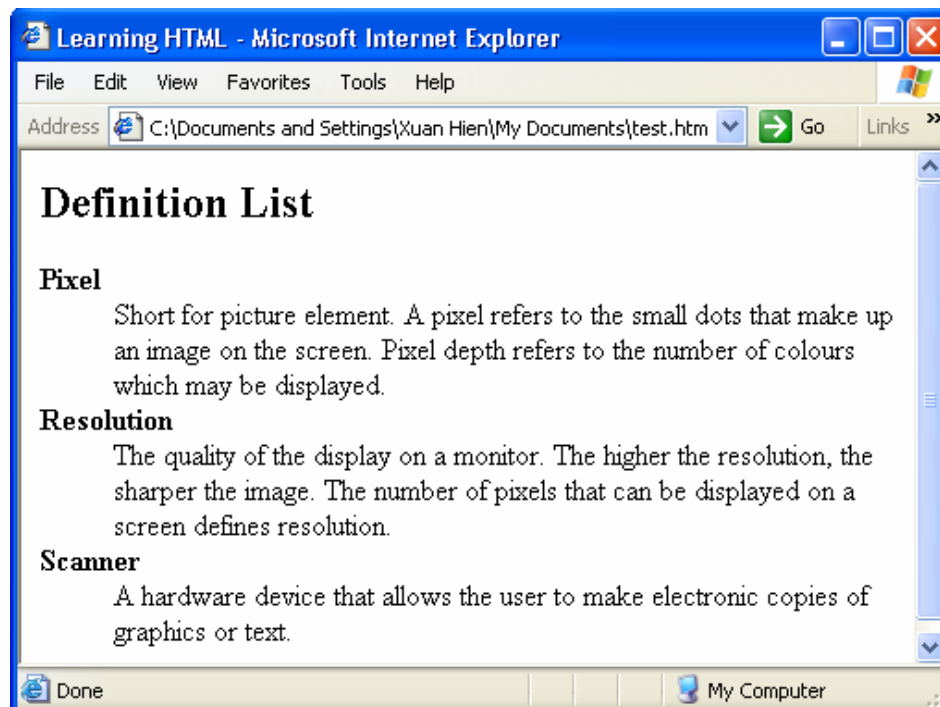 Learning HTML - Microsoft Internet Explorer
File Edit View Favorites Tools Help
Address C:\Documents and Settings\Xuan Hien\My Documents\test.htm Go Links »
Definition List
Pixel
Short for picture element. A pixel refers to the small dots that make up
an image on the screen. Pixel depth refers to the number of colours
which may be displayed.
Resolution
The quality of the display on a monitor. The higher the resolution, the
sharper the image. The number of pixels that can be displayed on a
screen defines resolution.
Scanner
A hardware device that allows the user to make electronic copies of
graphics or text.
Done My Computer